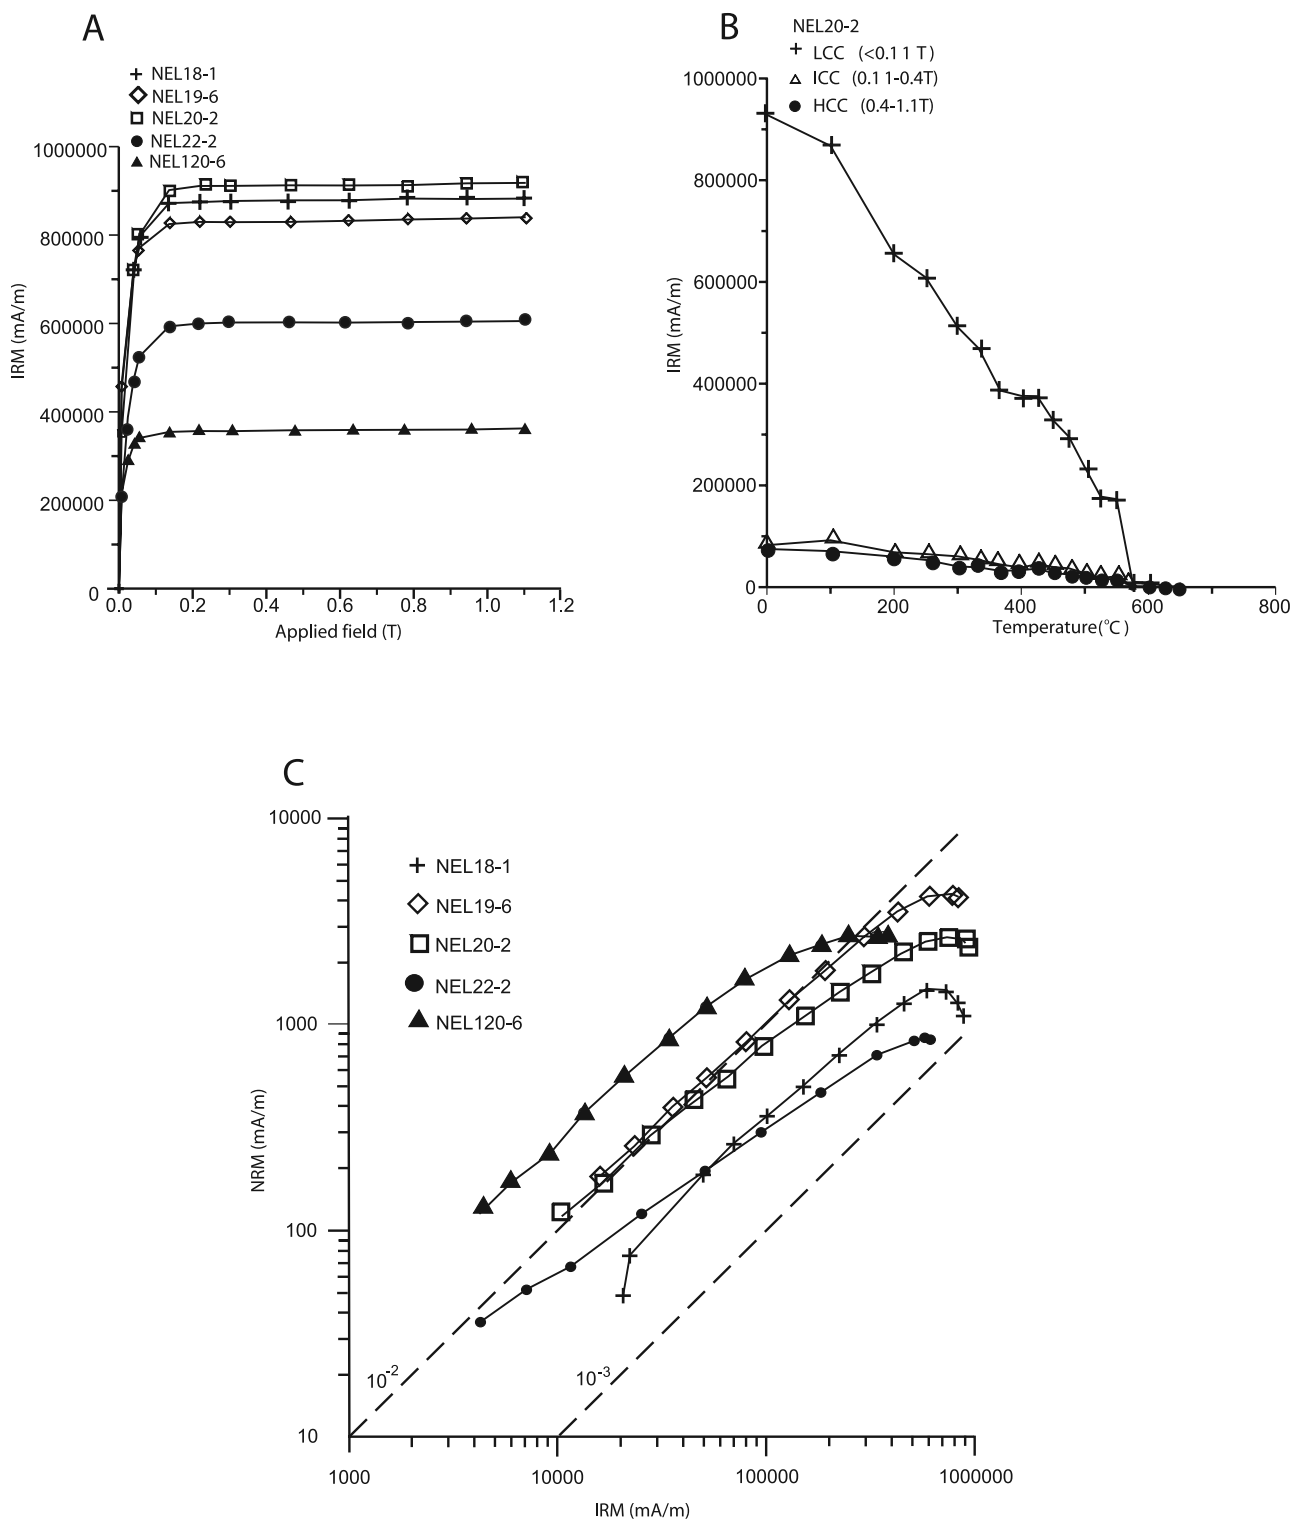 A
NEL18-1
NEL19-6
NEL20-2
NEL22-2
NEL120-6
1000000
800000
600000
400000
200000
0
IRM (mA/m)
0.0 0.2 0.4 0.6 0.8 1.0 1.2
Applied field (T)
B
NEL20-2
LCC (<0.11 T)
ICC (0.11-0.4T)
HCC (0.4-1.1T)
1000000
800000
600000
400000
200000
0
IRM (mA/m)
0 200 400 600 800
Temperature(°C)
C
NEL18-1
NEL19-6
NEL20-2
NEL22-2
NEL120-6
10000
1000
100
10
NRM (mA/m)
10⁻²
10⁻³
1000 10000 100000 1000000
IRM (mA/m)